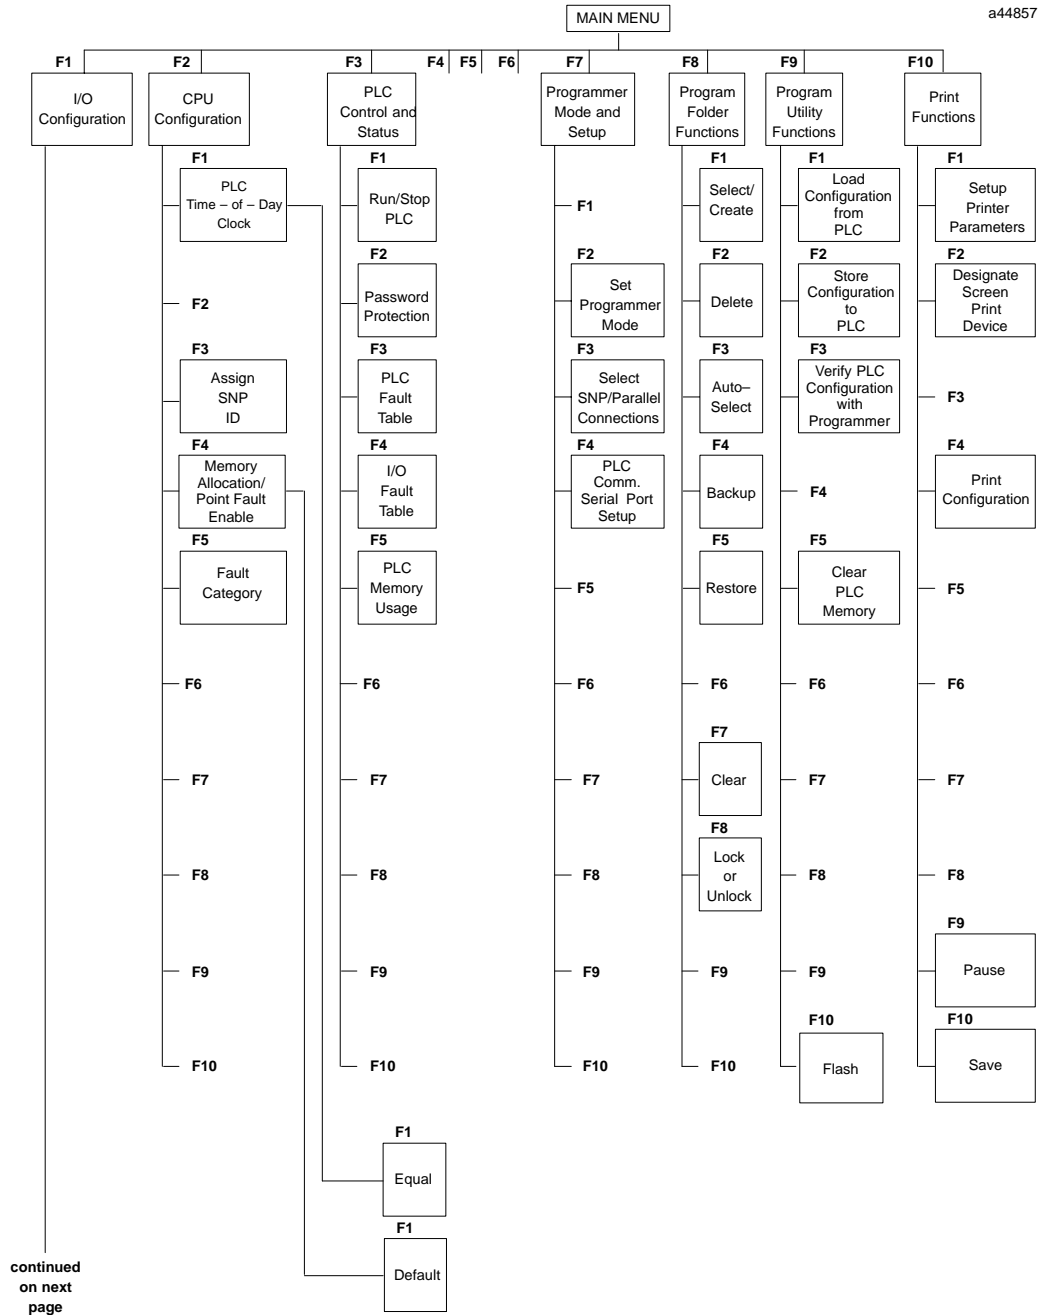 a44857
MAIN MENU
F1
F2
F3
F4
F5
F6
F7
F8
F9
F10
I/O
Configuration
CPU
Configuration
PLC
Control and
Status
Programmer
Mode and
Setup
Program
Folder
Functions
Program
Utility
Functions
Print
Functions
F1
PLC
Time – of – Day
Clock
F2
F3
Assign
SNP
ID
F4
Memory
Allocation/
Point Fault
Enable
F5
Fault
Category
F6
F7
F8
F9
F10
F1
Run/Stop
PLC
F2
Password
Protection
F3
PLC
Fault
Table
F4
I/O
Fault
Table
F5
PLC
Memory
Usage
F6
F7
F8
F9
F10
F1
F2
Set
Programmer
Mode
F3
Select
SNP/Parallel
Connections
F4
PLC
Comm.
Serial Port
Setup
F5
F6
F7
F8
F9
F10
F1
Select/
Create
F2
Delete
F3
Auto–
Select
F4
Backup
F5
Restore
F6
F7
Clear
F8
Lock
or
Unlock
F9
F10
F1
Load
Configuration
from
PLC
F2
Store
Configuration
to
PLC
F3
Verify PLC
Configuration
with
Programmer
F4
F5
Clear
PLC
Memory
F6
F7
F8
F9
F10
Flash
F1
Setup
Printer
Parameters
F2
Designate
Screen
Print
Device
F3
F4
Print
Configuration
F5
F6
F7
F8
F9
Pause
F10
Save
F1
Equal
F1
Default
continued
on next
page